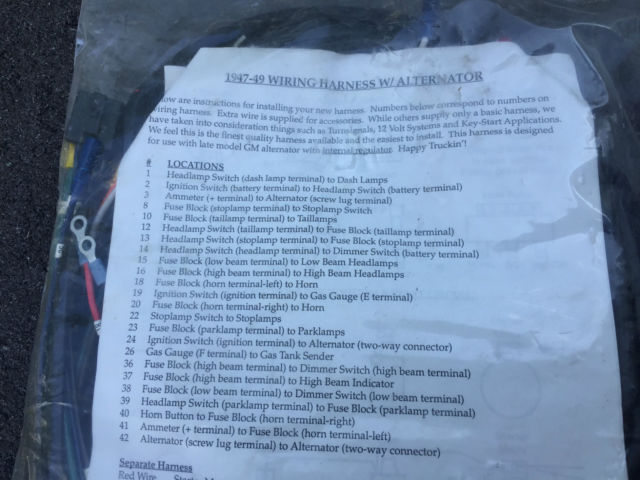 1947-49 WIRING HARNESS W/ ALTERNATOR
are instructions for installing your new harness. Numbers below correspond to numbers on
wiring harness. Extra wire is supplied for accessories. While others supply only a basic harness, we
have taken into consideration things such as Turnsignals, 12 Volt Systems and Key-Start Applications.
We feel this is the finest quality harness available and the easiest to install. This harness is designed
for use with late model GM alternator with internal regulator. Happy Truckin'!
# LOCATIONS
1 Headlamp Switch (dash lamp terminal) to Dash Lamps
2 Ignition Switch (battery terminal) to Headlamp Switch (battery terminal)
3 Ammeter (+ terminal) to Alternator (screw lug terminal)
8 Fuse Block (stoplamp terminal) to Stoplamp Switch
10 Fuse Block (taillamp terminal) to Taillamps
12 Headlamp Switch (taillamp terminal) to Fuse Block (taillamp terminal)
13 Headlamp Switch (stoplamp terminal) to Fuse Block (stoplamp terminal)
14 Headlamp Switch (headlamp terminal) to Dimmer Switch (battery terminal)
15 Fuse Block (low beam terminal) to Low Beam Headlamps
16 Fuse Block (high beam terminal) to High Beam Headlamps
18 Fuse Block (horn terminal-left) to Horn
19 Ignition Switch (ignition terminal) to Gas Gauge (E terminal)
20 Fuse Block (horn terminal-right) to Horn
22 Stoplamp Switch to Stoplamps
23 Fuse Block (parklamp terminal) to Parklamps
24 Ignition Switch (ignition terminal) to Alternator (two-way connector)
26 Gas Gauge (F terminal) to Gas Tank Sender
36 Fuse Block (high beam terminal) to Dimmer Switch (high beam terminal)
37 Fuse Block (high beam terminal) to High Beam Indicator
38 Fuse Block (low beam terminal) to Dimmer Switch (low beam terminal)
39 Headlamp Switch (parklamp terminal) to Fuse Block (parklamp terminal)
40 Horn Button to Fuse Block (horn terminal-right)
41 Ammeter (+ terminal) to Fuse Block (horn terminal-left)
42 Alternator (screw lug terminal) to Alternator (two-way connector)
Separate Harness
Red Wire